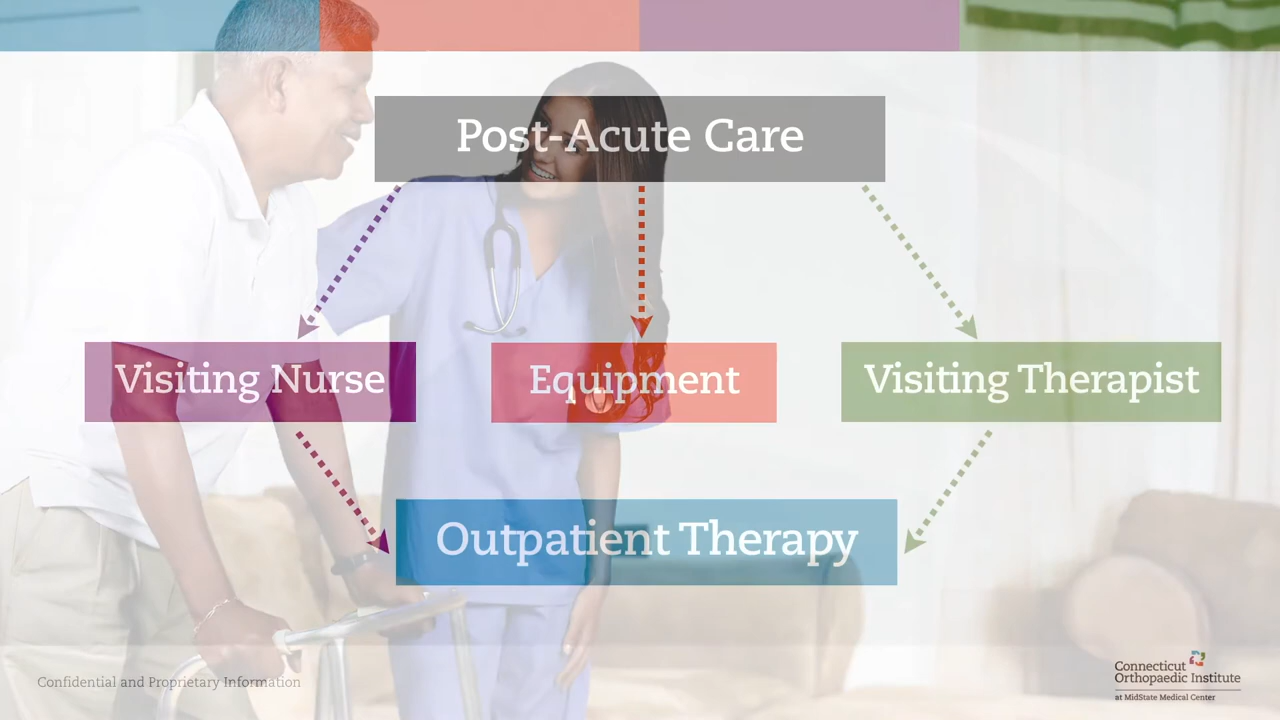 Post-Acute Care
Visiting Nurse
Equipment
Visiting Therapist
Outpatient Therapy
Confidential and Proprietary Information
Connecticut
Orthopaedic Institute
at MidState Medical Center